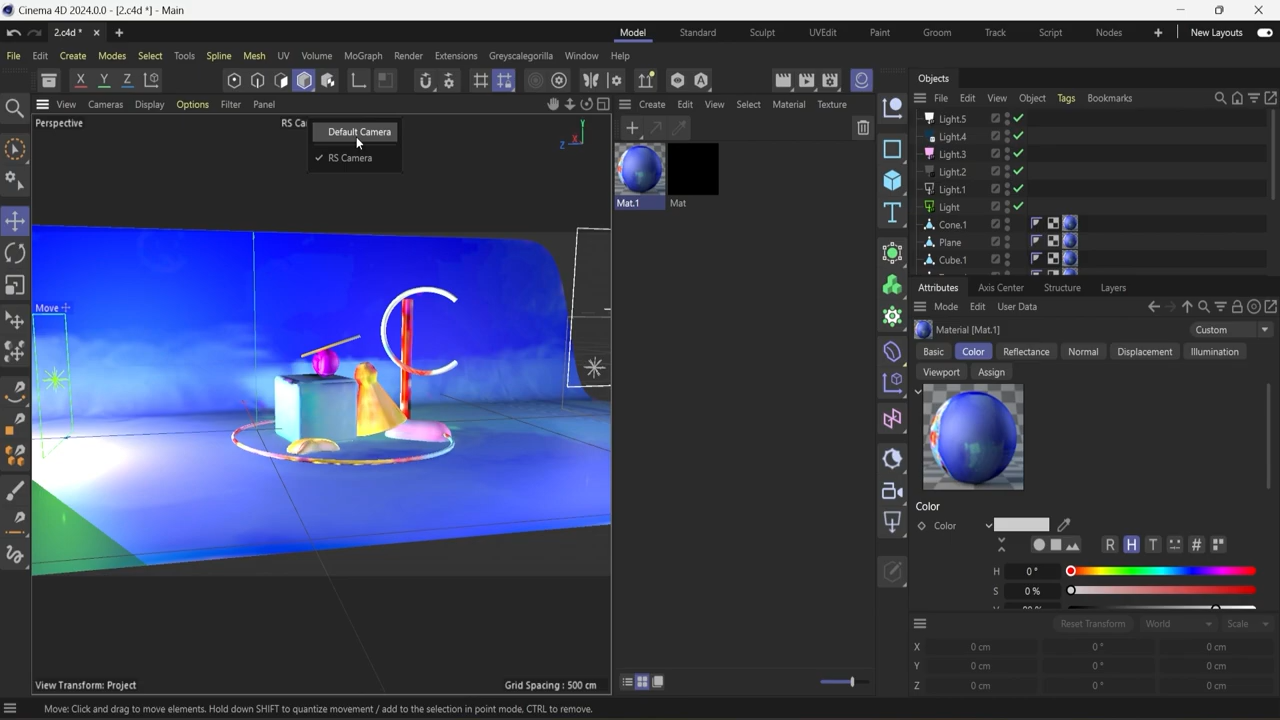 Cinema 4D 2024.0.0 - [2.c4d *] - Main
2.c4d *
Model Standard Sculpt UVEdit Paint Groom Track Script Nodes New Layouts
File Edit Create Modes Select Tools Spline Mesh UV Volume MoGraph Render Extensions Greyscalegorilla Window Help
X Y Z
Objects
View Cameras Display Options Filter Panel
Create Edit View Select Material Texture
File Edit View Object Tags Bookmarks
Perspective
RS Ca
Default Camera
RS Camera
Y
X
Z
Mat.1 Mat
Light.5
Light.4
Light.3
Light.2
Light.1
Light
Cone.1
Plane
Cube.1
Move
Attributes Axis Center Structure Layers
Mode Edit User Data
Material [Mat.1]
Custom
Basic Color Reflectance Normal Displacement Illumination
Viewport Assign
Color
Color
R H T #
H 0 °
S 0 %
Reset Transform World Scale
X 0 cm 0 ° 0 cm
Y 0 cm 0 ° 0 cm
Z 0 cm 0 ° 0 cm
View Transform: Project
Grid Spacing : 500 cm
Move: Click and drag to move elements. Hold down SHIFT to quantize movement / add to the selection in point mode, CTRL to remove.